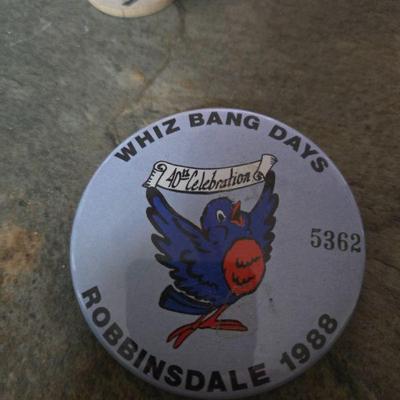 WHIZ BANG DAYS
40th Celebration
5362
ROBBINSDALE 1988